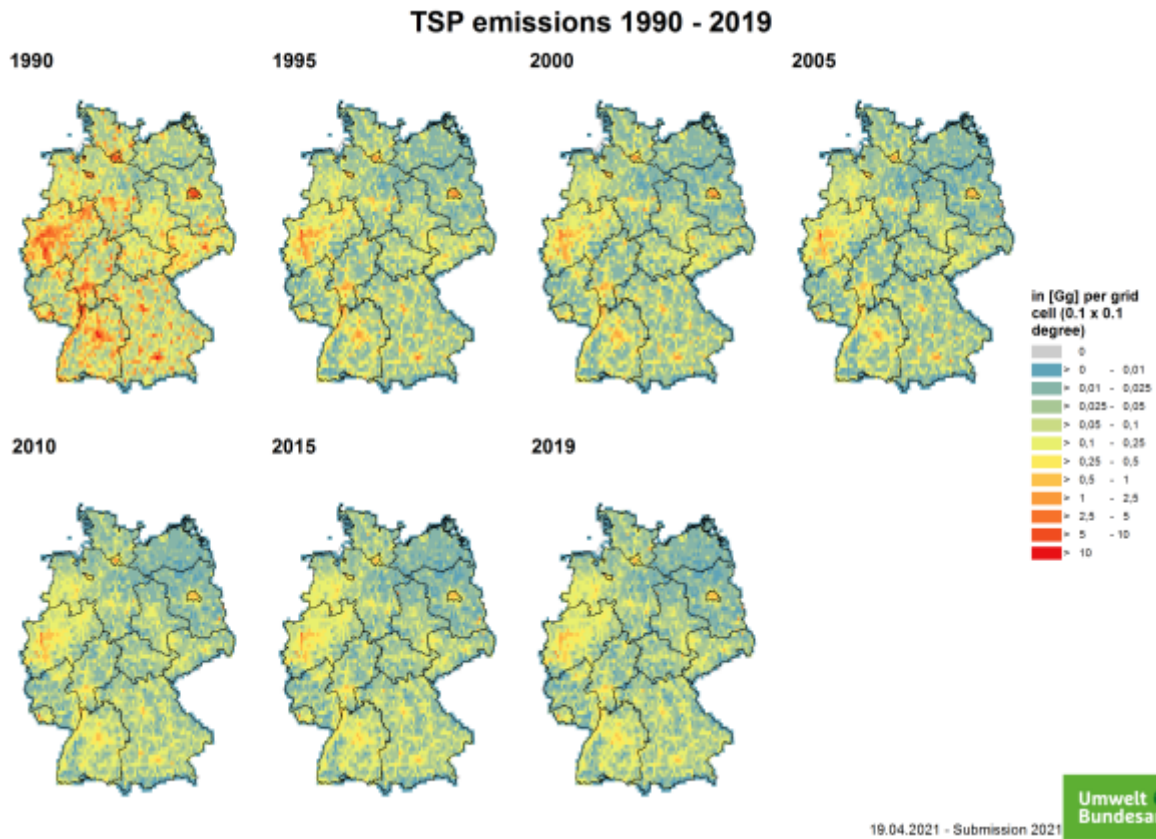 TSP emissions 1990 - 2019
1990
1995
2000
2005
in [Gg] per grid
cell (0.1 x 0.1
degree)
0
> 0 - 0,01
> 0,01 - 0,025
> 0,025 - 0,05
> 0,05 - 0,1
> 0,1 - 0,25
> 0,25 - 0,5
> 0,5 - 1
> 1 - 2,5
> 2,5 - 5
> 5 - 10
> 10
2010
2015
2019
Umwelt
Bundesa
19.04.2021 - Submission 2021